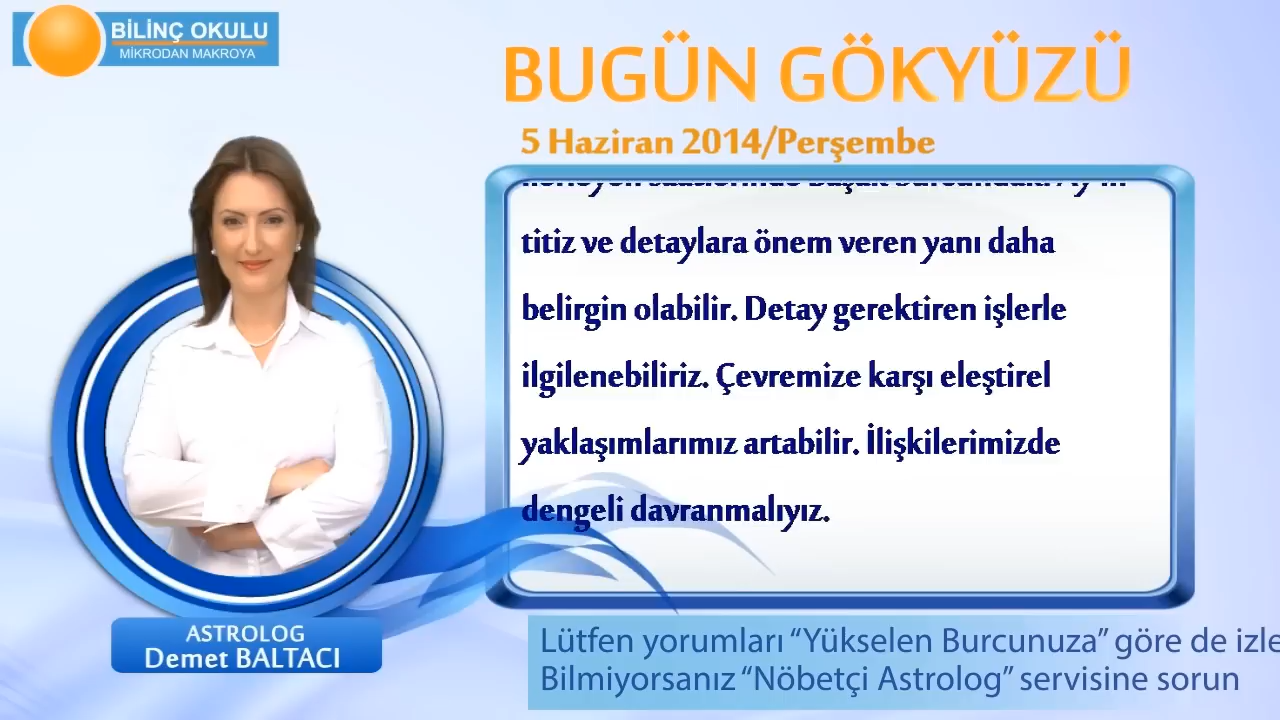 BİLİNÇ OKULU
MİKRODAN MAKROYA
BUGÜN GÖKYÜZÜ
5 Haziran 2014/Perşembe
titiz ve detaylara önem veren yanı daha
belirgin olabilir. Detay gerektiren işlerle
ilgilenebiliriz. Çevremize karşı eleştirel
yaklaşımlarımız artabilir. İlişkilerimizde
dengeli davranmalıyız.
ASTROLOG
Demet BALTACI
Lütfen yorumları “Yükselen Burcunuza” göre de izle
Bilmiyorsanız “Nöbetçi Astrolog” servisine sorun